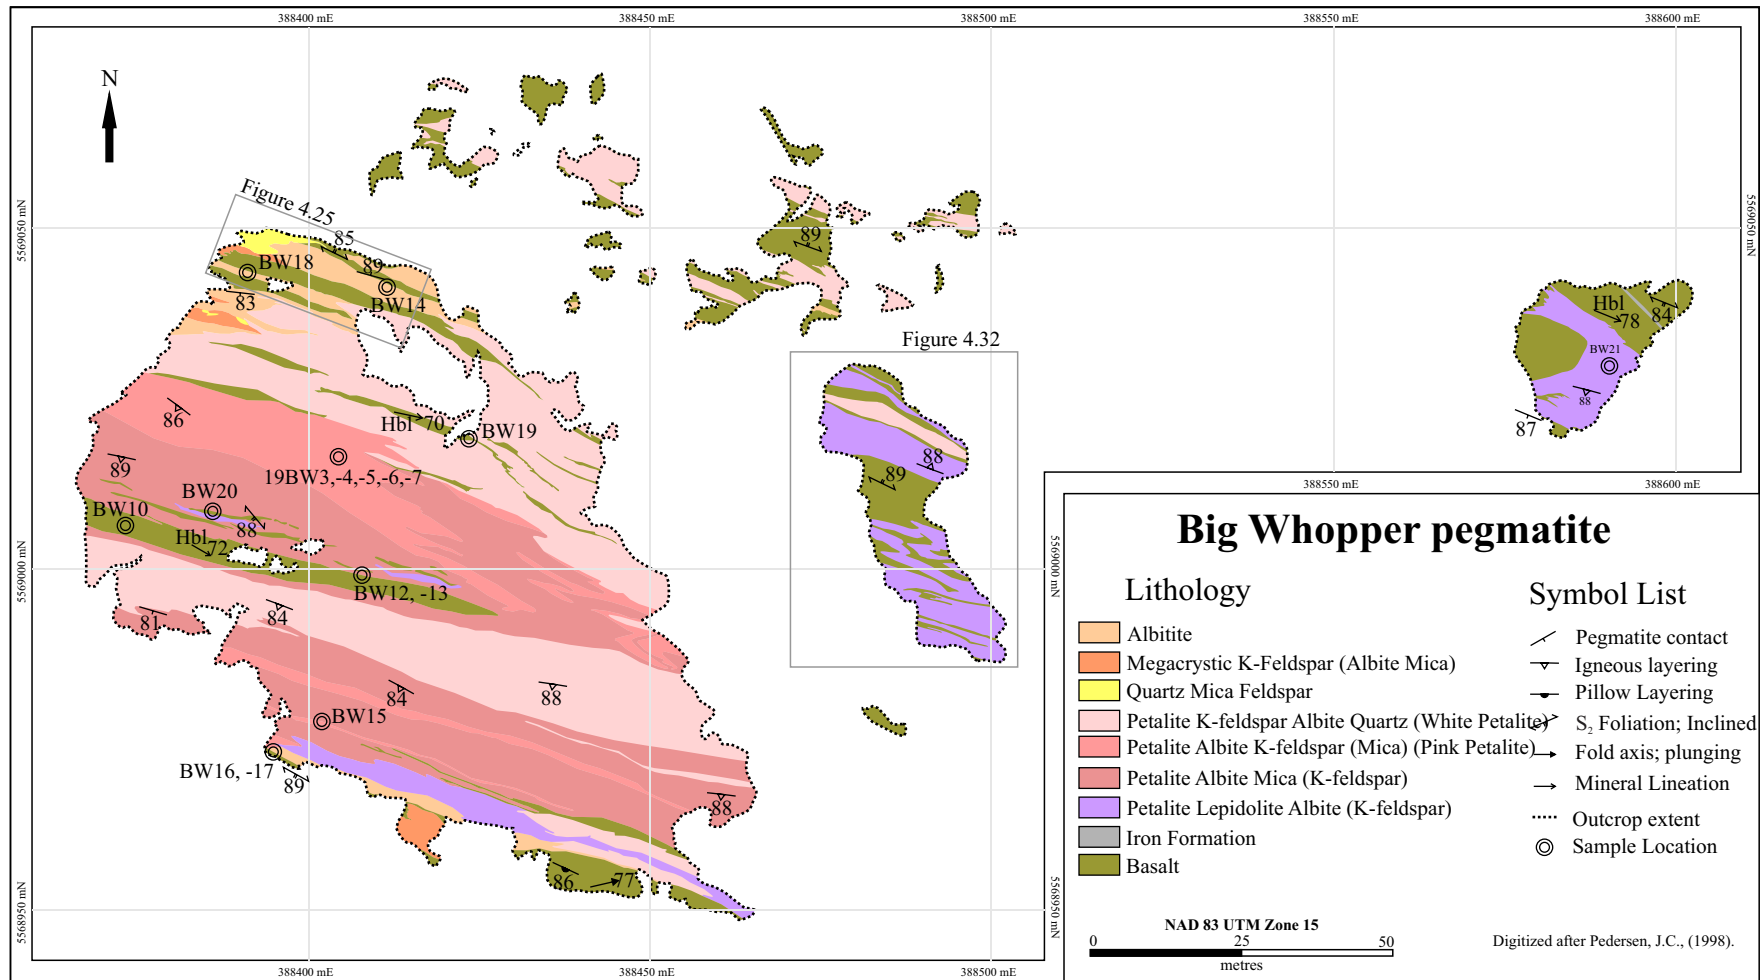 388400 mE
388450 mE
388500 mE
388550 mE
388600 mE
N
Figure 4.25
5569050 mN
5569050 mN
85
89
BW18
BW14
83
89
Hbl
78
84
BW21
88
87
Figure 4.32
86
Hbl 70
BW19
88
89
89
19BW3,-4,-5,-6,-7
BW20
BW10
88
Hbl
72
388550 mE
388600 mE
5569000 mN
5569000 mN
BW12, -13
81
84
84
88
BW15
BW16, -17
89
88
86
77
5568950 mN
5568950 mN
388400 mE
388450 mE
388500 mE
Big Whopper pegmatite
Lithology
Albitite
Megacrystic K-Feldspar (Albite Mica)
Quartz Mica Feldspar
Petalite K-feldspar Albite Quartz (White Petalite)
Petalite Albite K-feldspar (Mica) (Pink Petalite)
Petalite Albite Mica (K-feldspar)
Petalite Lepidolite Albite (K-feldspar)
Iron Formation
Basalt
Symbol List
Pegmatite contact
Igneous layering
Pillow Layering
S₂ Foliation; Inclined
Fold axis; plunging
Mineral Lineation
Outcrop extent
Sample Location
NAD 83 UTM Zone 15
0 25 50
metres
Digitized after Pedersen, J.C., (1998).